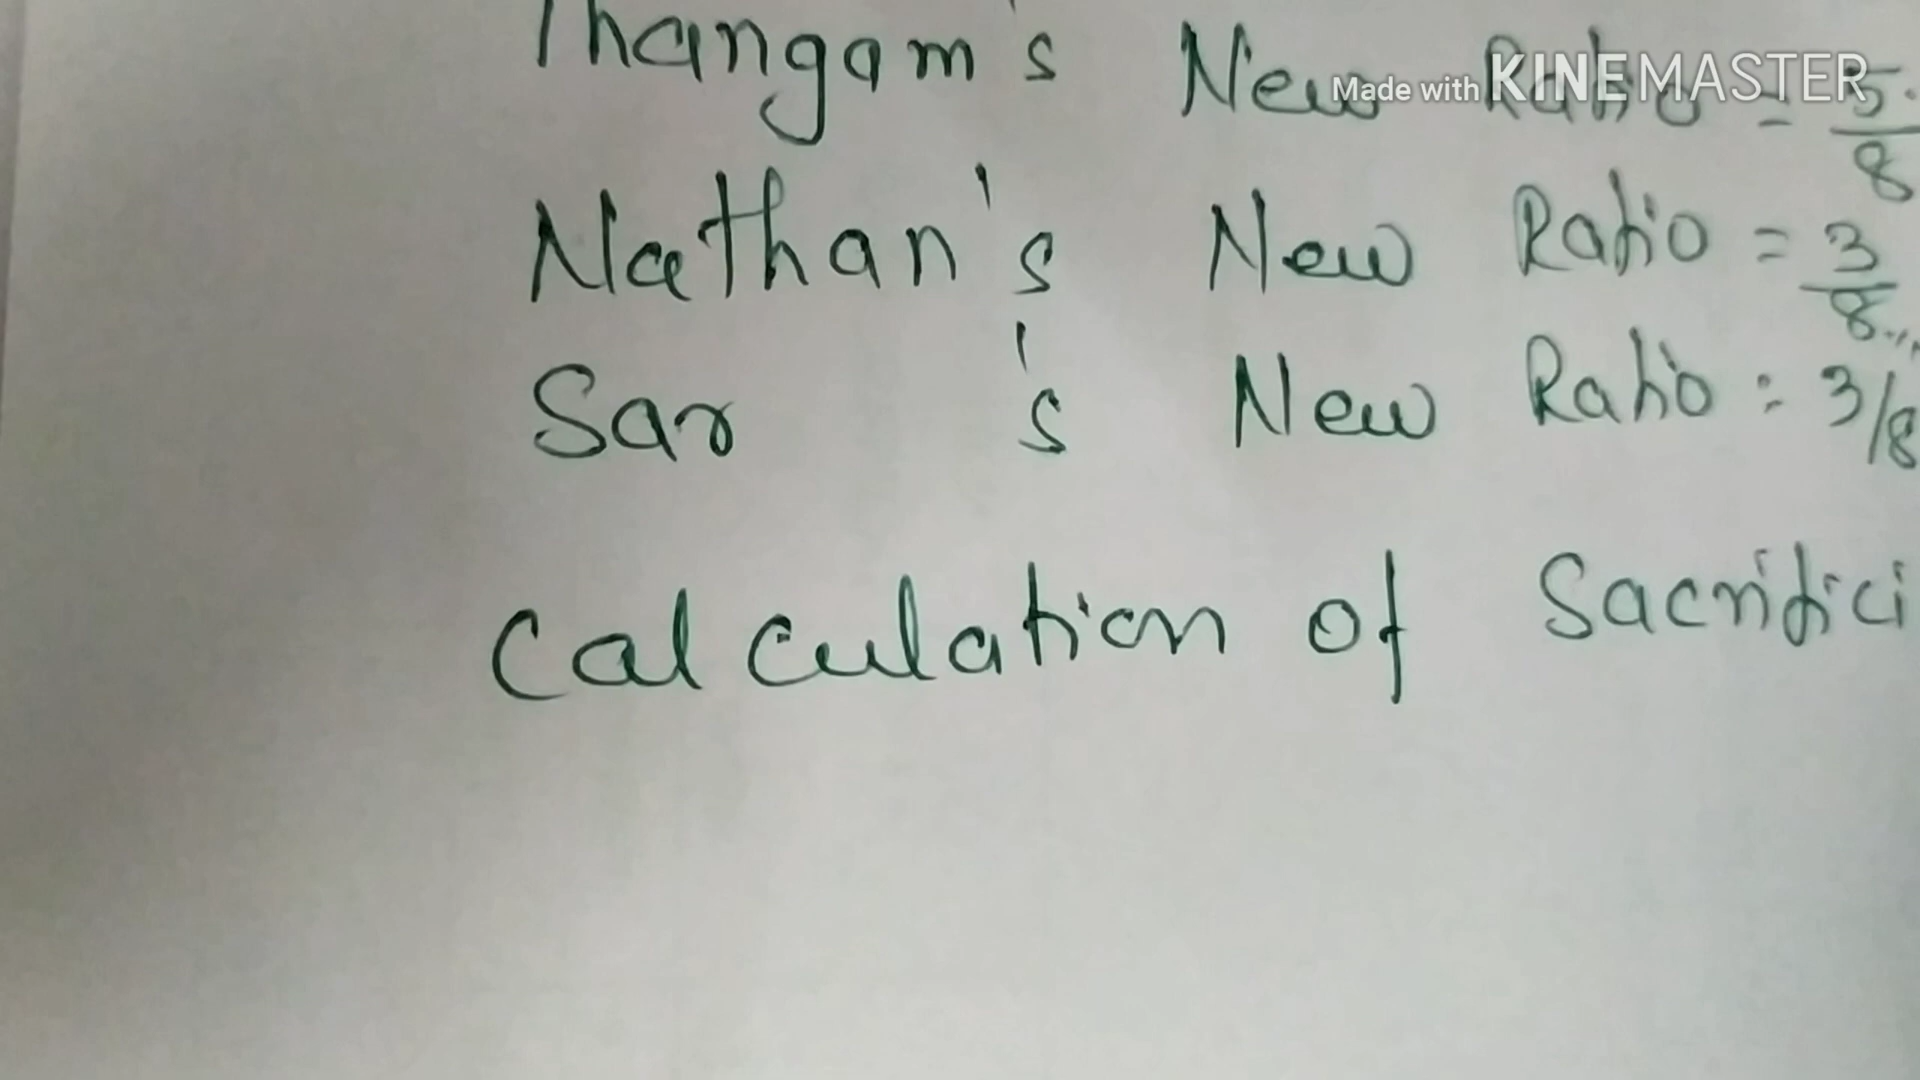 Thangam's New Ratio = 5/8
Made with KINEMASTER
Nathan's New Ratio = 3/8
Sar 's New Ratio = 3/8
Calculation of Sacrifici